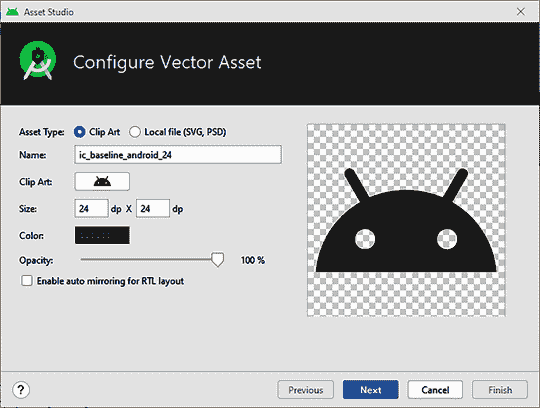 Asset Studio
Configure Vector Asset
Asset Type: Clip Art Local file (SVG, PSD)
Name: ic_baseline_android_24
Clip Art:
Size: 24 dp X 24 dp
Color:
Opacity: 100 %
Enable auto mirroring for RTL layout
? Previous Next Cancel Finish